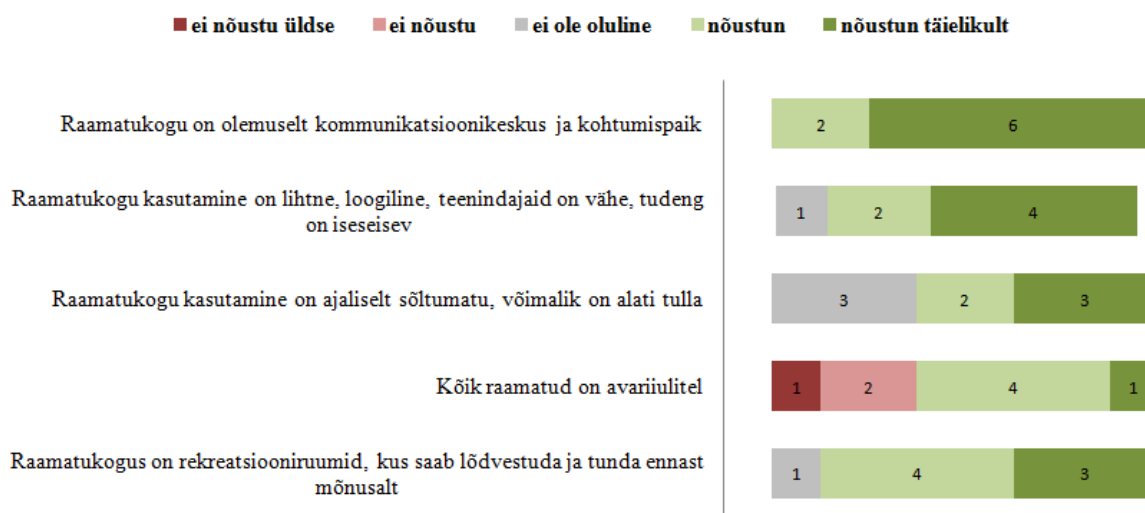 ei nõustu üldse ei nõustu ei ole oluline nõustun nõustun täielikult
Raamatukogu on olemuselt kommunikatsioonikeskus ja kohtumispaik
2 6
Raamatukogu kasutamine on lihtne, loogiline, teenindajaid on vähe, tudeng
on iseseisev
1 2 4
Raamatukogu kasutamine on ajaliselt sõltumatu, võimalik on alati tulla
3 2 3
Kõik raamatud on avariiulitel
1 2 4 1
Raamatukogus on rekreatsiooniruumid, kus saab lõdvestuda ja tunda ennast
mõnusalt
1 4 3